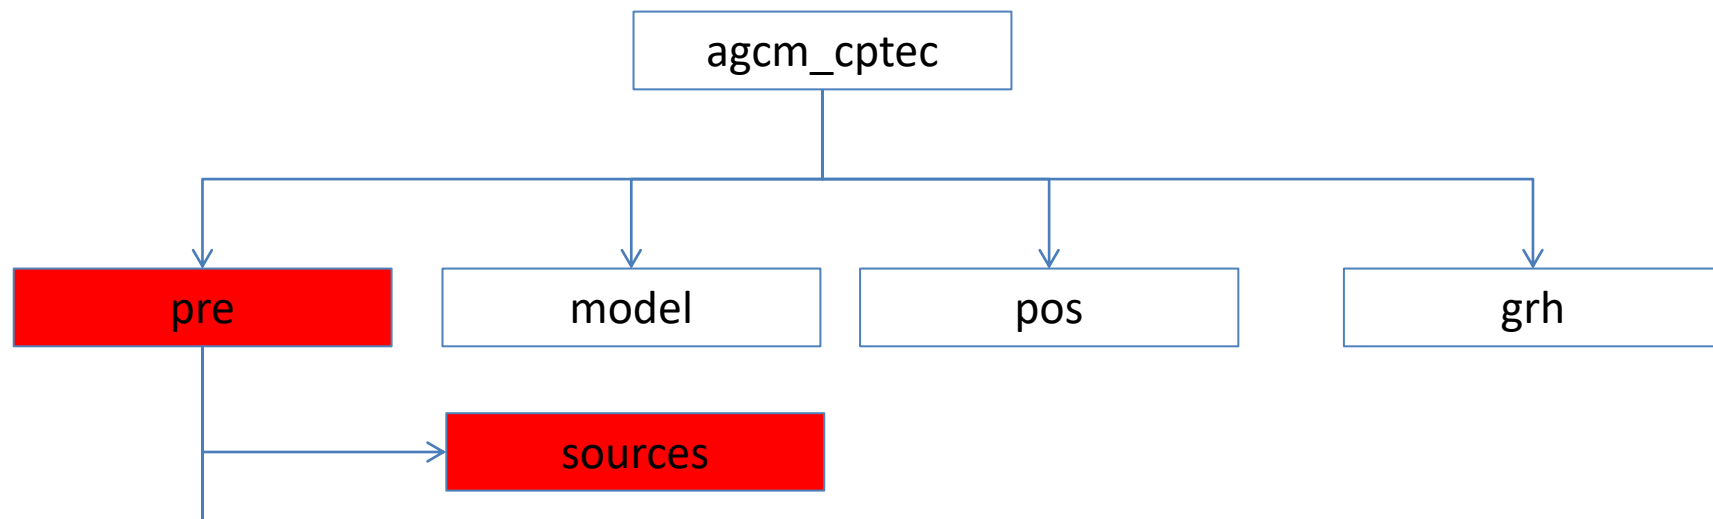 agcm_cptec
pre
model
pos
grh
sources